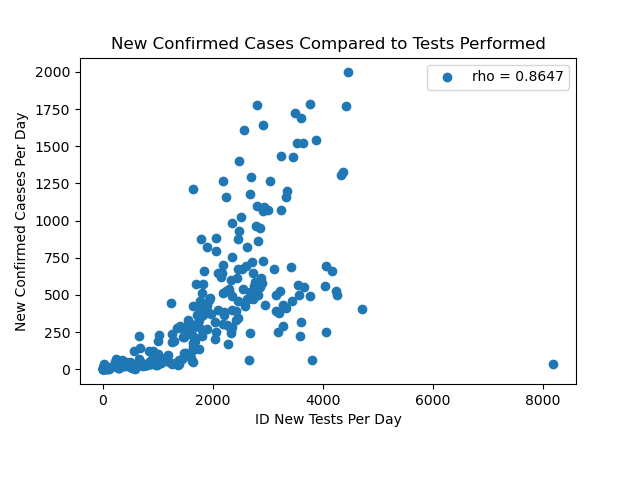 New Confirmed Cases Compared to Tests Performed
rho = 0.8647
New Confirmed Caeses Per Day
2000
1750
1500
1250
1000
750
500
250
0
0 2000 4000 6000 8000
ID New Tests Per Day